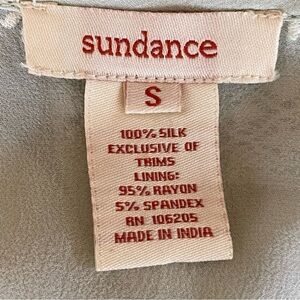 sundance
S
100% SILK
EXCLUSIVE OF
TRIMS
LINING:
95% RAYON
5% SPANDEX
RN 106205
MADE IN INDIA